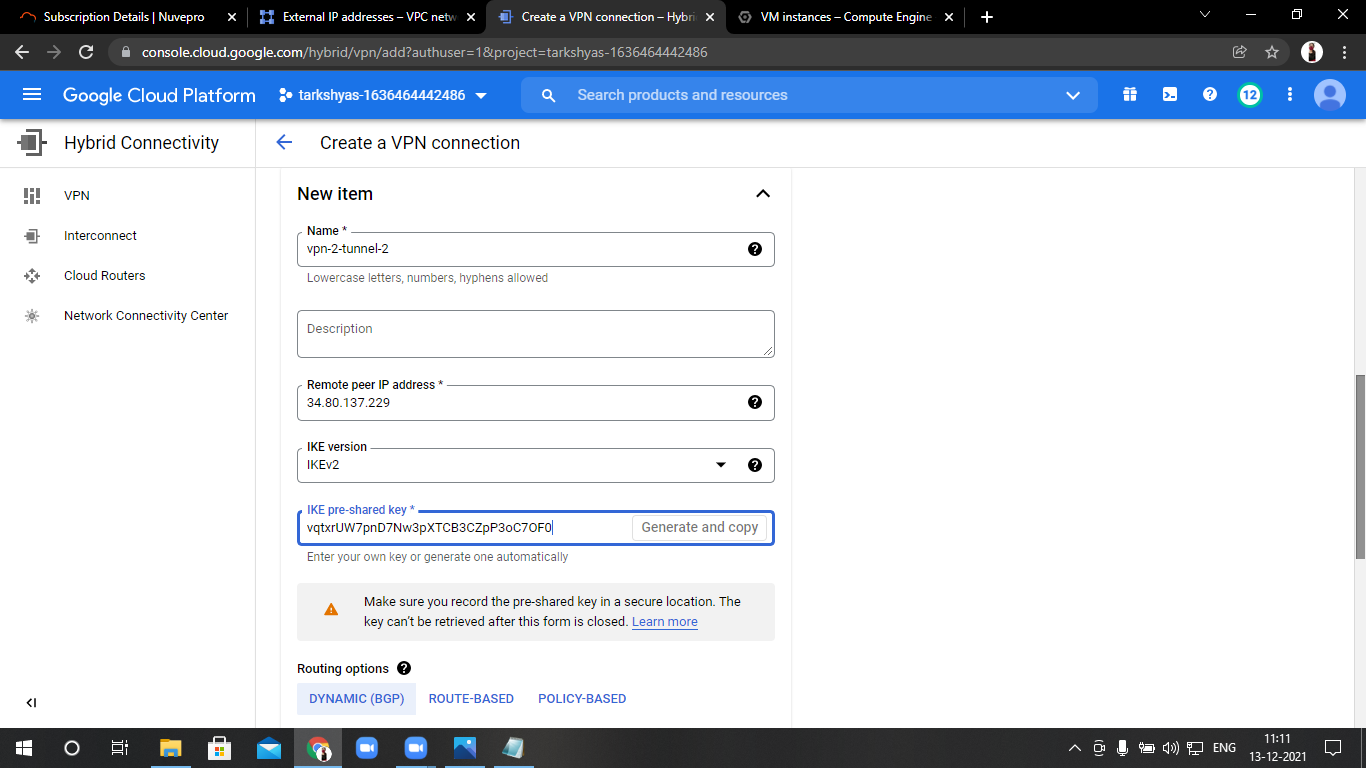 Subscription Details | Nuvepro
External IP addresses – VPC netw
Create a VPN connection – Hybri
VM instances – Compute Engine
console.cloud.google.com/hybrid/vpn/add?authuser=1&project=tarkshyas-1636464442486
Google Cloud Platform
tarkshyas-1636464442486
Search products and resources
12
Hybrid Connectivity
Create a VPN connection
VPN
Interconnect
Cloud Routers
Network Connectivity Center
New item
Name *
vpn-2-tunnel-2
Lowercase letters, numbers, hyphens allowed
Description
Remote peer IP address *
34.80.137.229
IKE version
IKEv2
IKE pre-shared key *
vqtxrUW7pnD7Nw3pXTCB3CZpP3oC7OF0
Generate and copy
Enter your own key or generate one automatically
Make sure you record the pre-shared key in a secure location. The
key can't be retrieved after this form is closed. Learn more
Routing options
DYNAMIC (BGP)
ROUTE-BASED
POLICY-BASED
ENG
11:11
13-12-2021